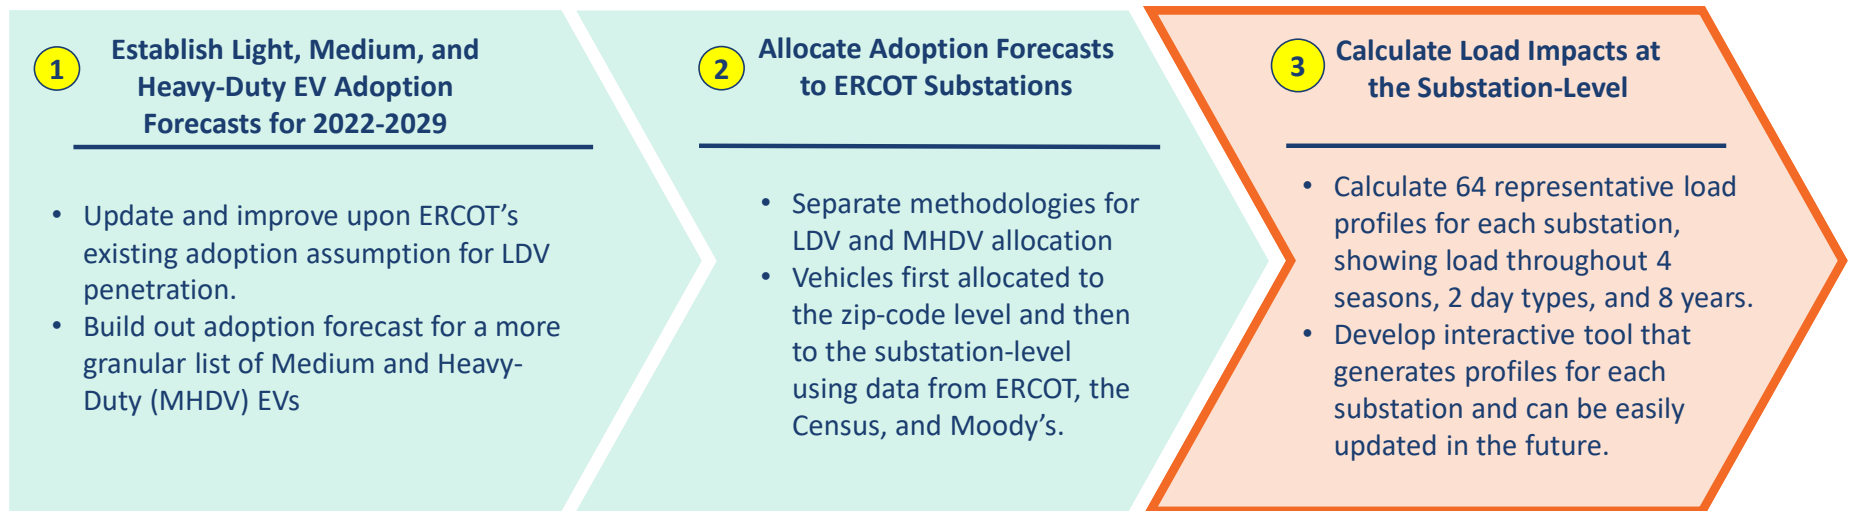 1
Establish Light, Medium, and
Heavy-Duty EV Adoption
Forecasts for 2022-2029
• Update and improve upon ERCOT’s
existing adoption assumption for LDV
penetration.
• Build out adoption forecast for a more
granular list of Medium and Heavy-
Duty (MHDV) EVs
2
Allocate Adoption Forecasts
to ERCOT Substations
• Separate methodologies for
LDV and MHDV allocation
• Vehicles first allocated to
the zip-code level and then
to the substation-level
using data from ERCOT, the
Census, and Moody’s.
3
Calculate Load Impacts at
the Substation-Level
• Calculate 64 representative load
profiles for each substation,
showing load throughout 4
seasons, 2 day types, and 8 years.
• Develop interactive tool that
generates profiles for each
substation and can be easily
updated in the future.